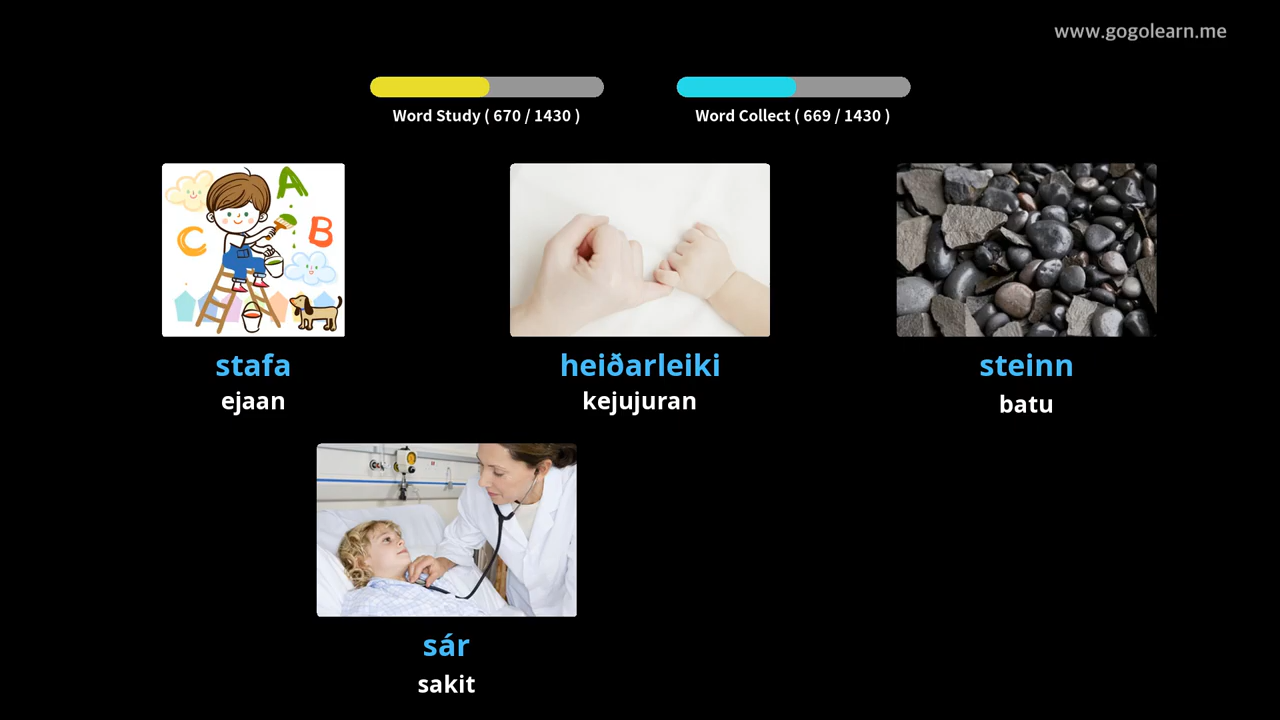 www.gogolearn.me
Word Study ( 670 / 1430 )
Word Collect ( 669 / 1430 )
A
B
C
stafa
ejaan
heiðarleiki
kejujuran
steinn
batu
sár
sakit